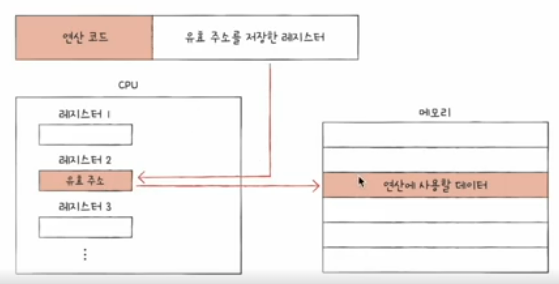 연산 코드
유효 주소를 저장한 레지스터
CPU
레지스터 1
레지스터 2
유효 주소
레지스터 3
⋮
메모리
연산에 사용할 데이터